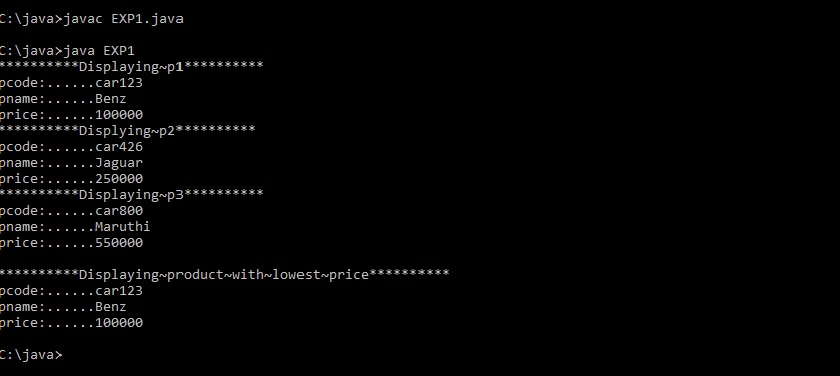 C:\java>javac EXP1.java
C:\java>java EXP1
**********Displaying~p1**********
pcode:......car123
pname:......Benz
price:......100000
**********Displying~p2**********
pcode:......car426
pname:......Jaguar
price:......250000
**********Displaying~p3**********
pcode:......car800
pname:......Maruthi
price:......550000
**********Displaying~product~with~lowest~price**********
pcode:......car123
pname:......Benz
price:......100000
C:\java>